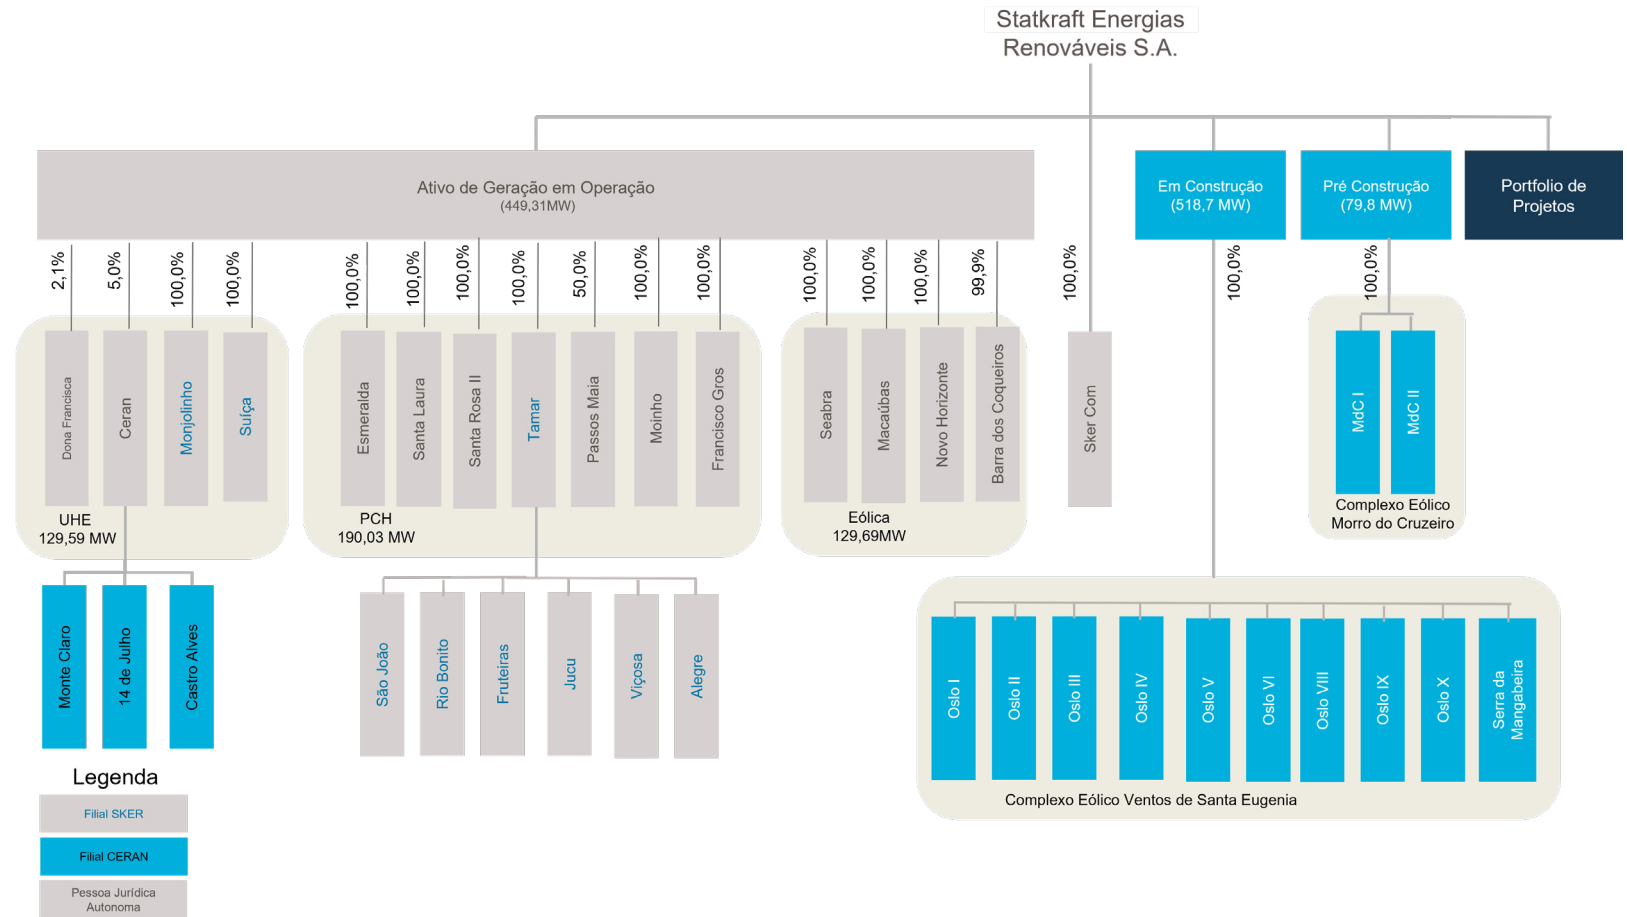 Statkraft Energias
Renováveis S.A.
Ativo de Geração em Operação
(449,31MW)
Em Construção
(518,7 MW)
Pré Construção
(79,8 MW)
Portfolio de
Projetos
2,1%
5,0%
100,0%
100,0%
100,0%
100,0%
100,0%
100,0%
50,0%
100,0%
100,0%
100,0%
100,0%
100,0%
99,9%
100,0%
100,0%
100,0%
Dona Francisca
Ceran
Monjolinho
Suíça
UHE
129,59 MW
Esmeralda
Santa Laura
Santa Rosa II
Tamar
Passos Maia
Moinho
Francisco Gros
PCH
190,03 MW
Seabra
Macaúbas
Novo Horizonte
Barra dos Coqueiros
Eólica
129,69MW
Sker Com
MdC I
MdC II
Complexo Eólico
Morro do Cruzeiro
Monte Claro
14 de Julho
Castro Alves
São João
Rio Bonito
Fruteiras
Jucu
Viçosa
Alegre
Oslo I
Oslo II
Oslo III
Oslo IV
Oslo V
Oslo VI
Oslo VIII
Oslo IX
Oslo X
Serra da
Mangabeira
Complexo Eólico Ventos de Santa Eugenia
Legenda
Filial SKER
Filial CERAN
Pessoa Jurídica
Autonoma